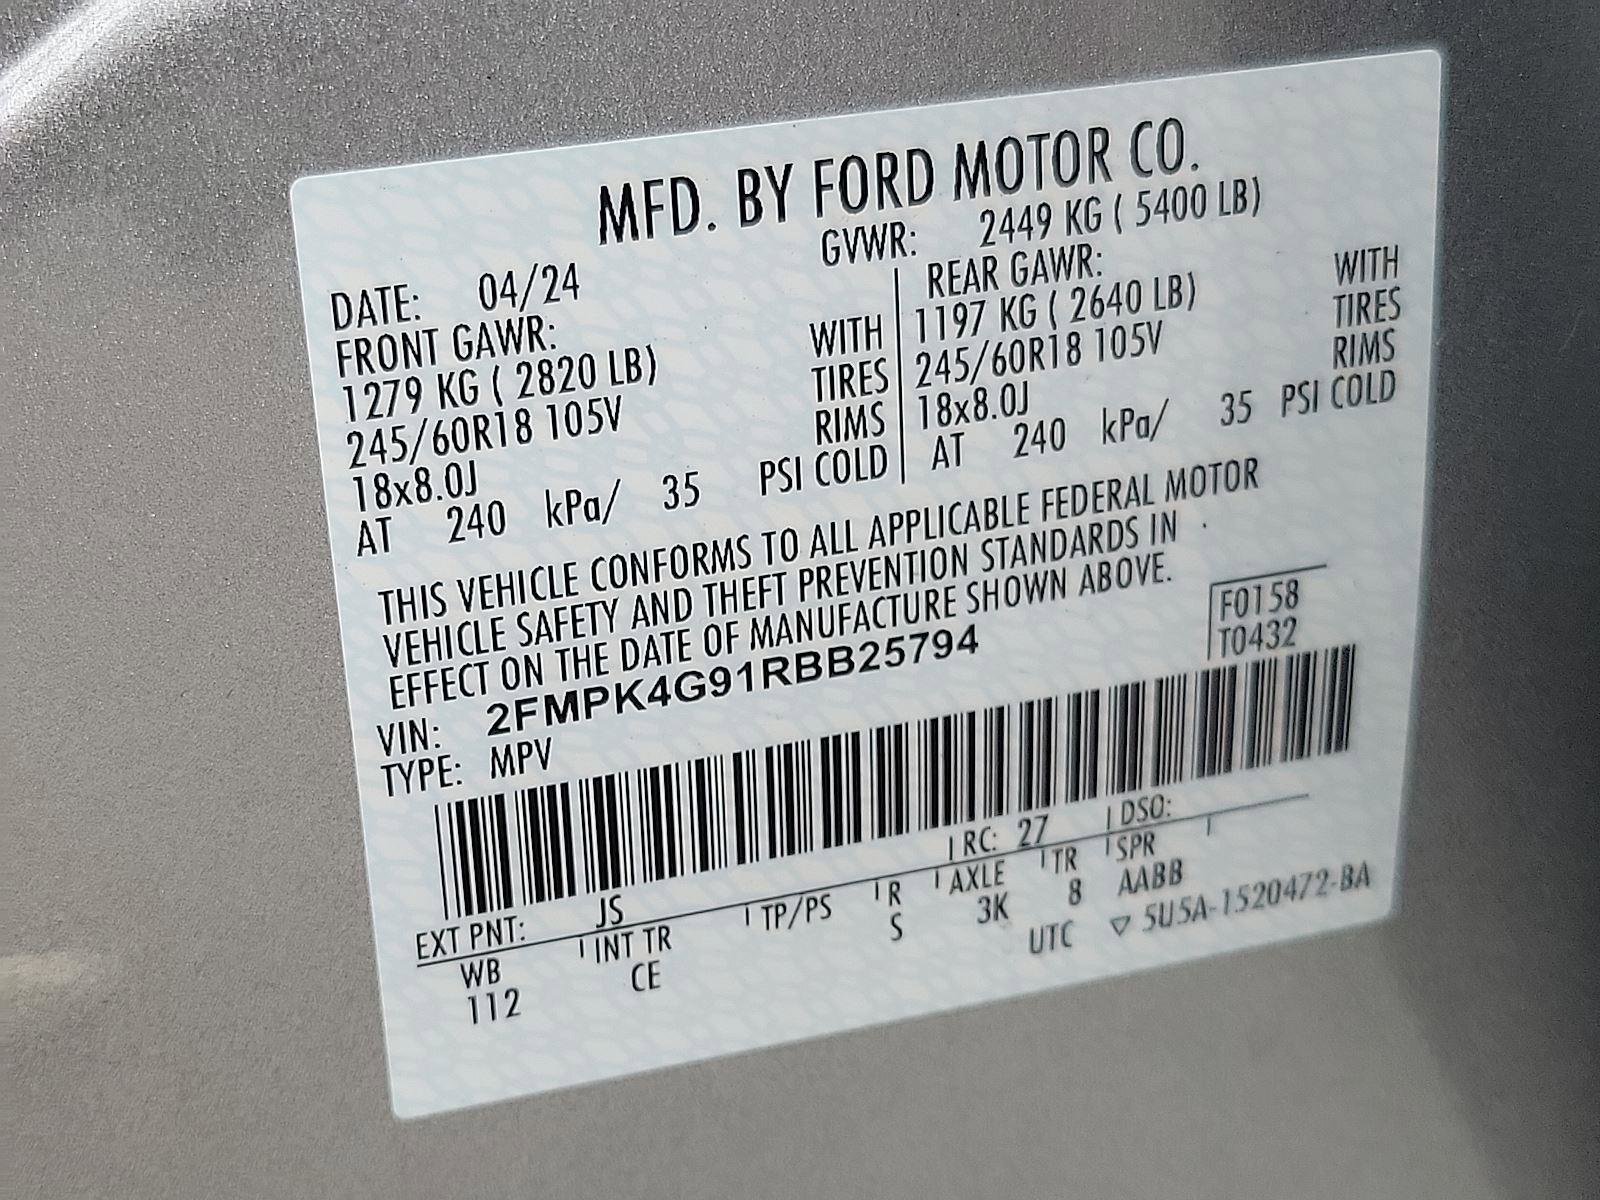 MFD. BY FORD MOTOR CO.
DATE: 04/24 GVWR: 2449 KG ( 5400 LB)
FRONT GAWR: REAR GAWR:
1279 KG ( 2820 LB) WITH 1197 KG ( 2640 LB) WITH
245/60R18 105V TIRES 245/60R18 105V TIRES
18x8.0J RIMS 18x8.0J RIMS
AT 240 kPa/ 35 PSI COLD AT 240 kPa/ 35 PSI COLD
THIS VEHICLE CONFORMS TO ALL APPLICABLE FEDERAL MOTOR
VEHICLE SAFETY AND THEFT PREVENTION STANDARDS IN
EFFECT ON THE DATE OF MANUFACTURE SHOWN ABOVE.
VIN: 2FMPK4G91RBB25794 F0158
TYPE: MPV T0432
EXT PNT: JS RC: 27 DSO:
WB INT TR TP/PS R AXLE TR SPR
112 CE S 3K 8 AABB
UTC ▽ 5U5A-1520472-BA